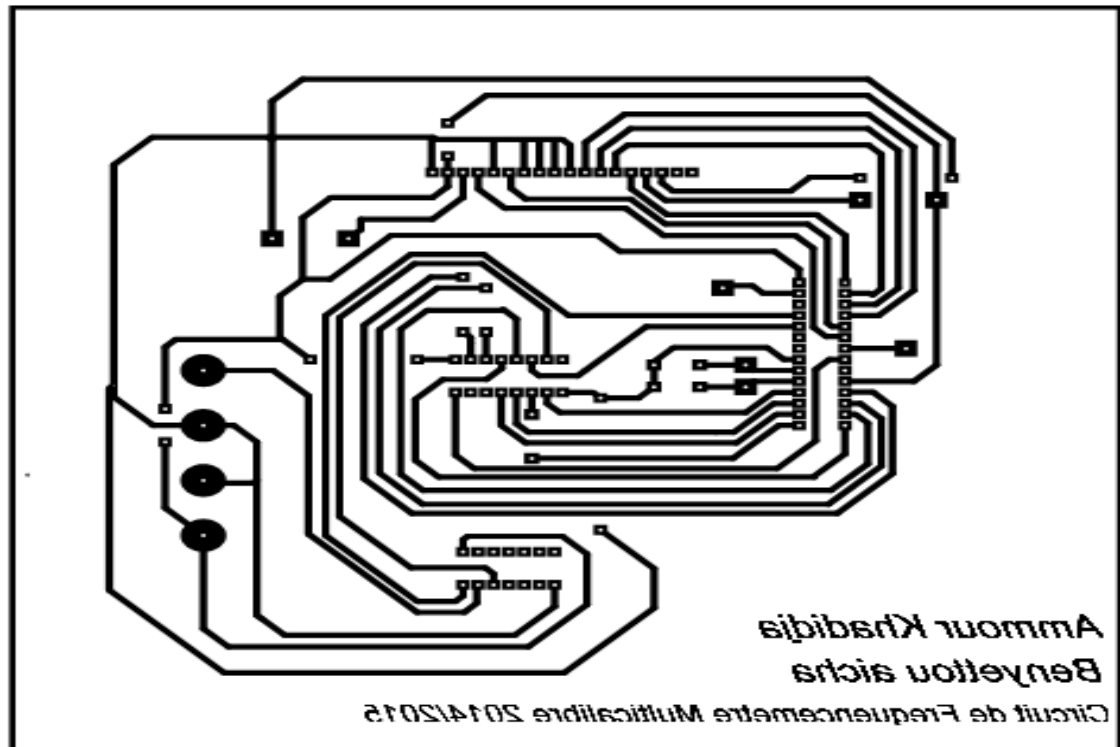 Ammour Khadidja
Benyettou aicha
Circuit de Frequencemetre Multicalibre 2014/2015